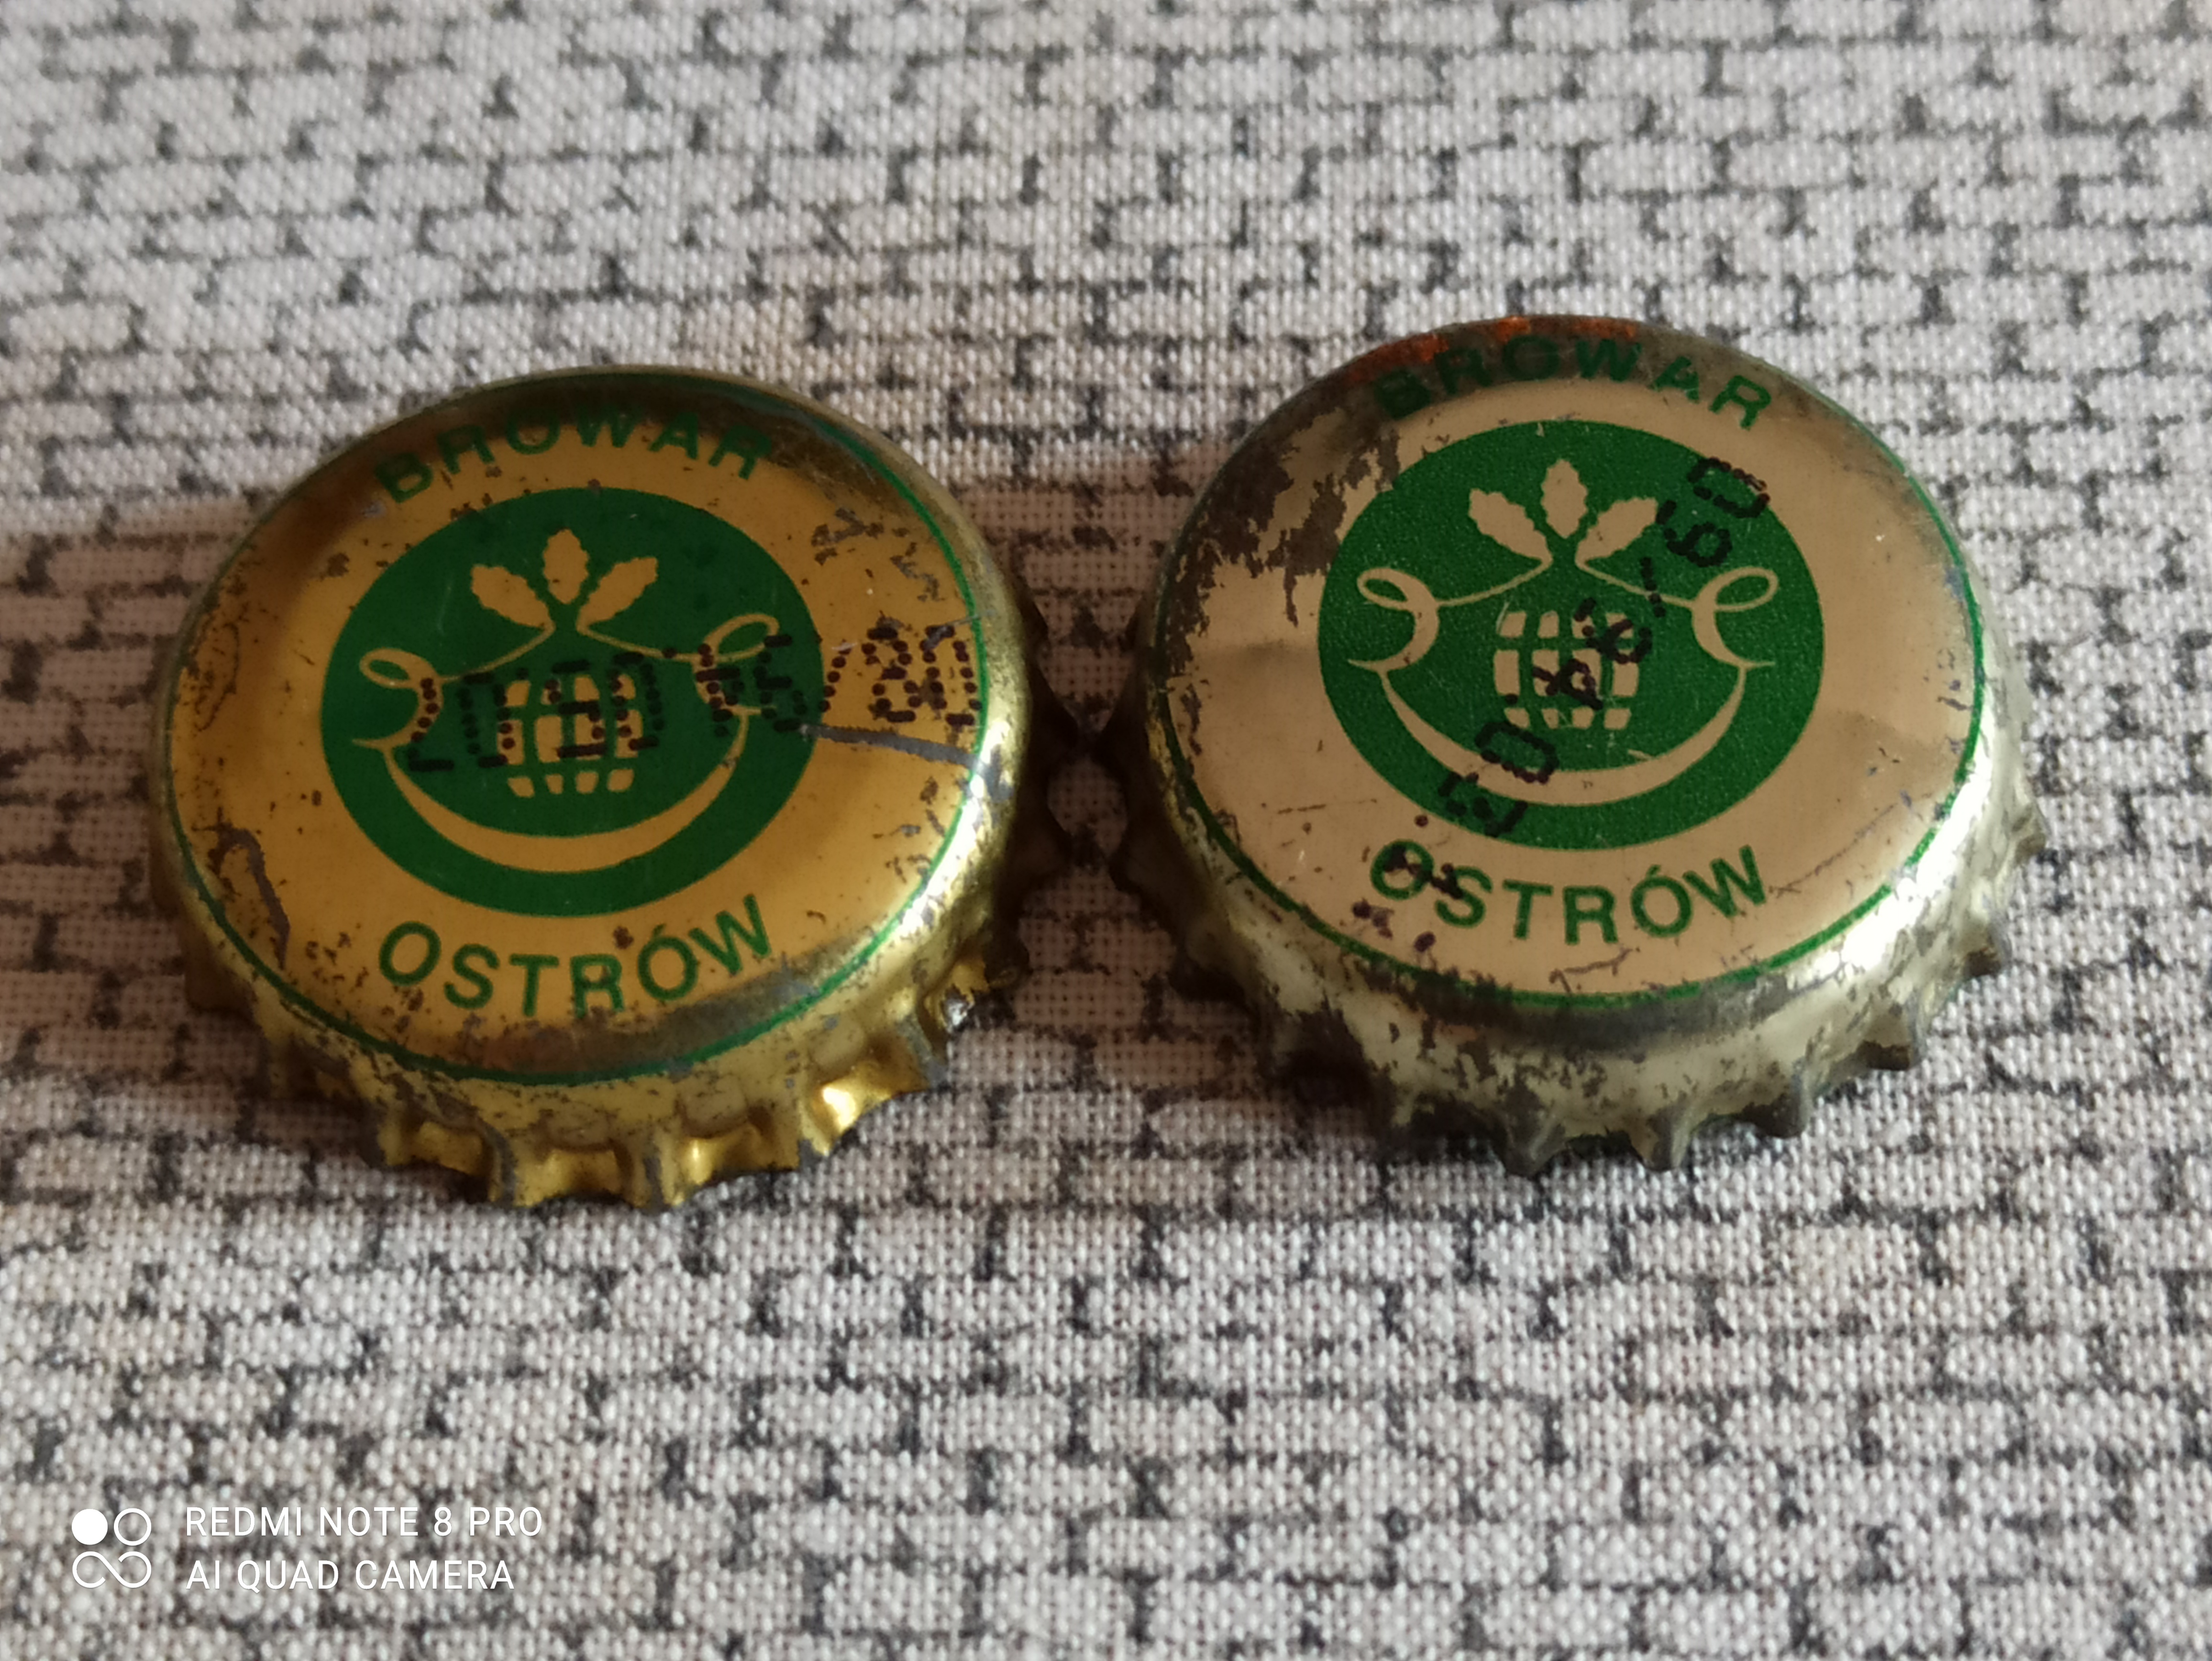 BROWAR
OSTRÓW
BROWAR
OSTRÓW
REDMI NOTE 8 PRO
AI QUAD CAMERA